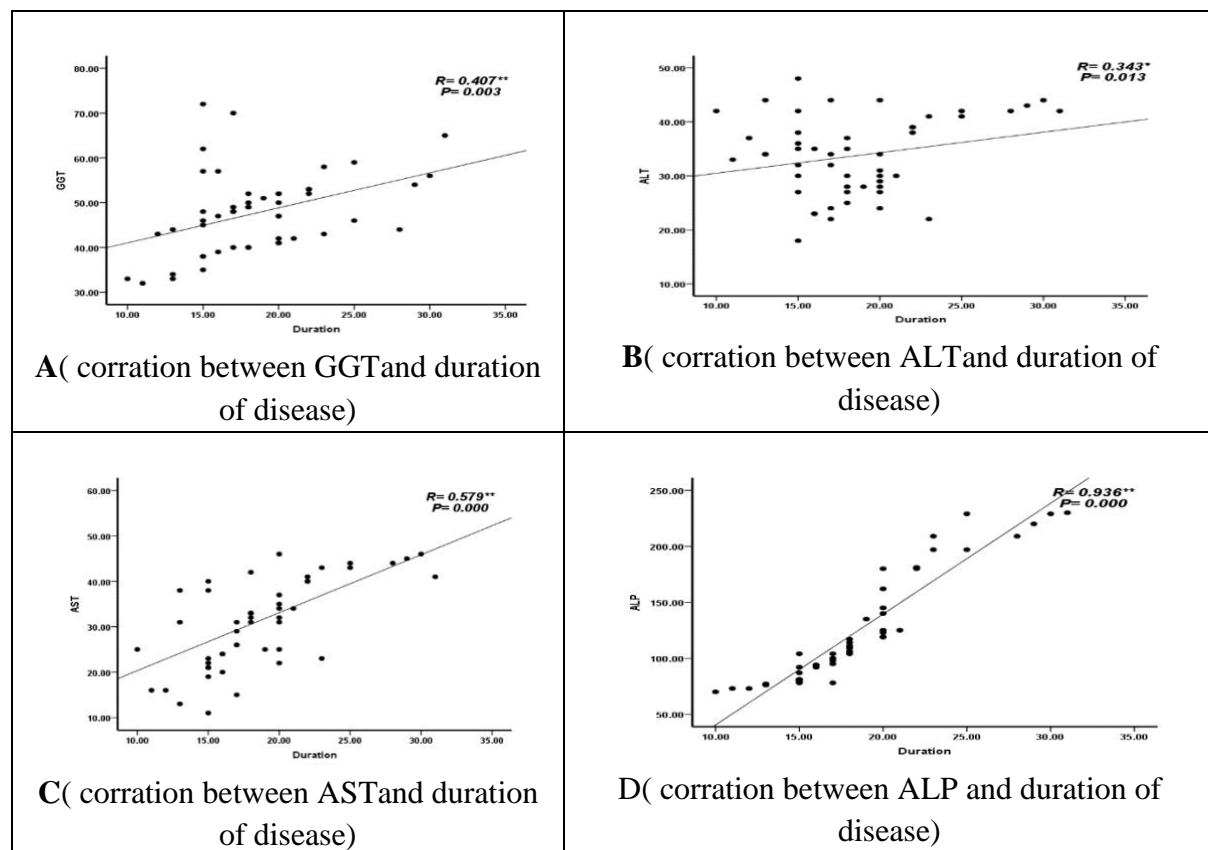 R= 0.407**
P= 0.003
80.00
70.00
60.00
50.00
40.00
30.00
GGT
10.00 15.00 20.00 25.00 30.00 35.00
Duration
A( corration between GGTand duration
of disease)
R= 0.343*
P= 0.013
50.00
40.00
30.00
20.00
10.00
ALT
10.00 15.00 20.00 25.00 30.00 35.00
Duration
B( corration between ALTand duration of
disease)
R= 0.579**
P= 0.000
60.00
50.00
40.00
30.00
20.00
10.00
AST
10.00 15.00 20.00 25.00 30.00 35.00
Duration
C( corration between ASTand duration
of disease)
R= 0.936**
P= 0.000
250.00
200.00
150.00
100.00
50.00
ALP
10.00 15.00 20.00 25.00 30.00 35.00
Duration
D( corration between ALP and duration of
disease)